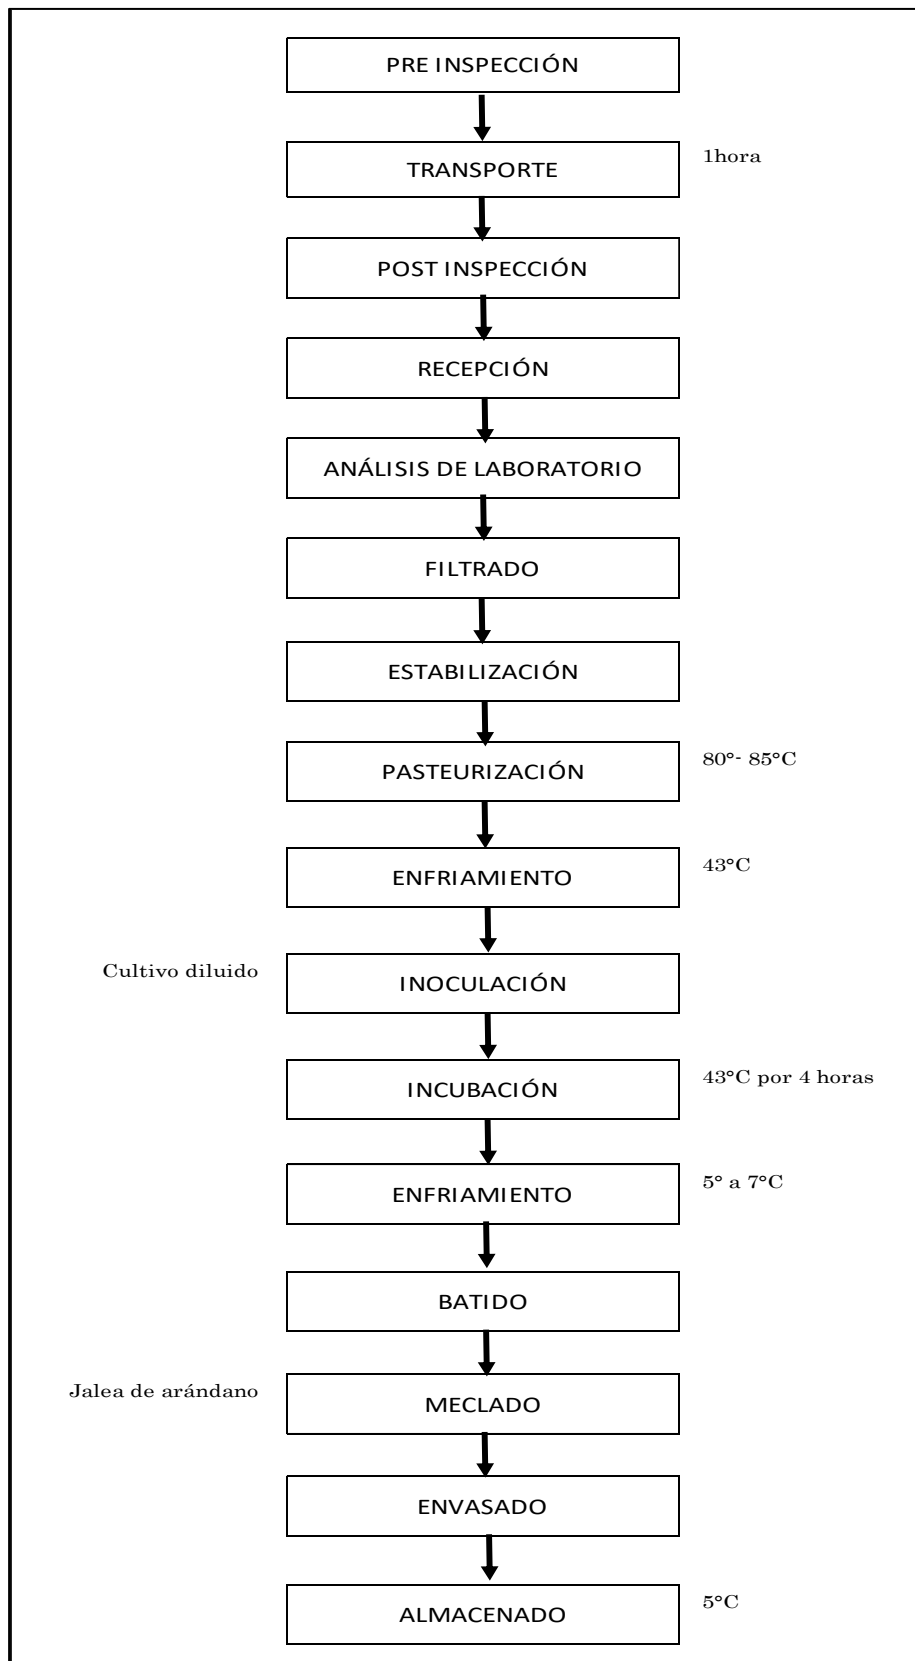 PRE INSPECCIÓN
TRANSPORTE
1hora
POST INSPECCIÓN
RECEPCIÓN
ANÁLISIS DE LABORATORIO
FILTRADO
ESTABILIZACIÓN
PASTEURIZACIÓN
80°- 85°C
ENFRIAMIENTO
43°C
Cultivo diluido
INOCULACIÓN
INCUBACIÓN
43°C por 4 horas
ENFRIAMIENTO
5° a 7°C
BATIDO
Jalea de arándano
MECLADO
ENVASADO
ALMACENADO
5°C